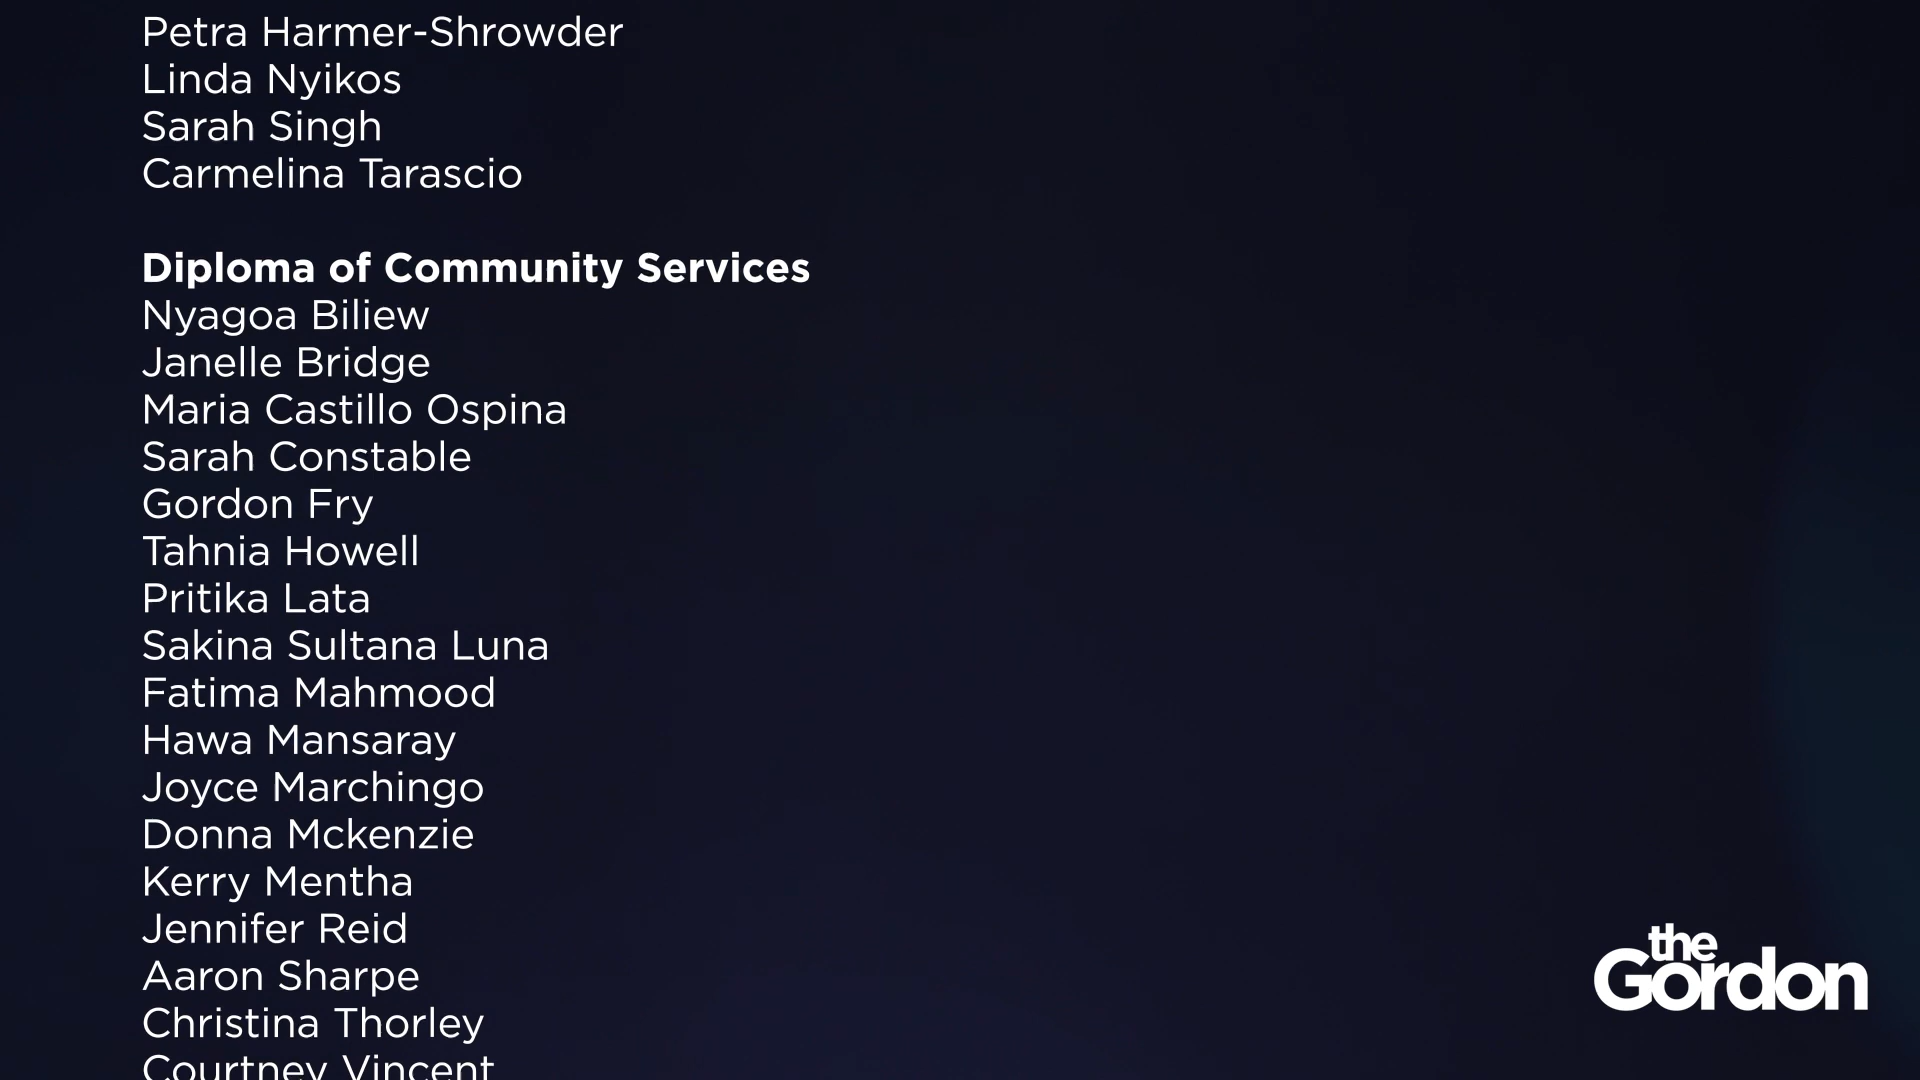 Petra Harmer-Shrowder
Linda Nyikos
Sarah Singh
Carmelina Tarascio
Diploma of Community Services
Nyagoa Biliew
Janelle Bridge
Maria Castillo Ospina
Sarah Constable
Gordon Fry
Tahnia Howell
Pritika Lata
Sakina Sultana Luna
Fatima Mahmood
Hawa Mansaray
Joyce Marchingo
Donna Mckenzie
Kerry Mentha
Jennifer Reid
Aaron Sharpe
Christina Thorley
Courtney Vincent
the
Gordon